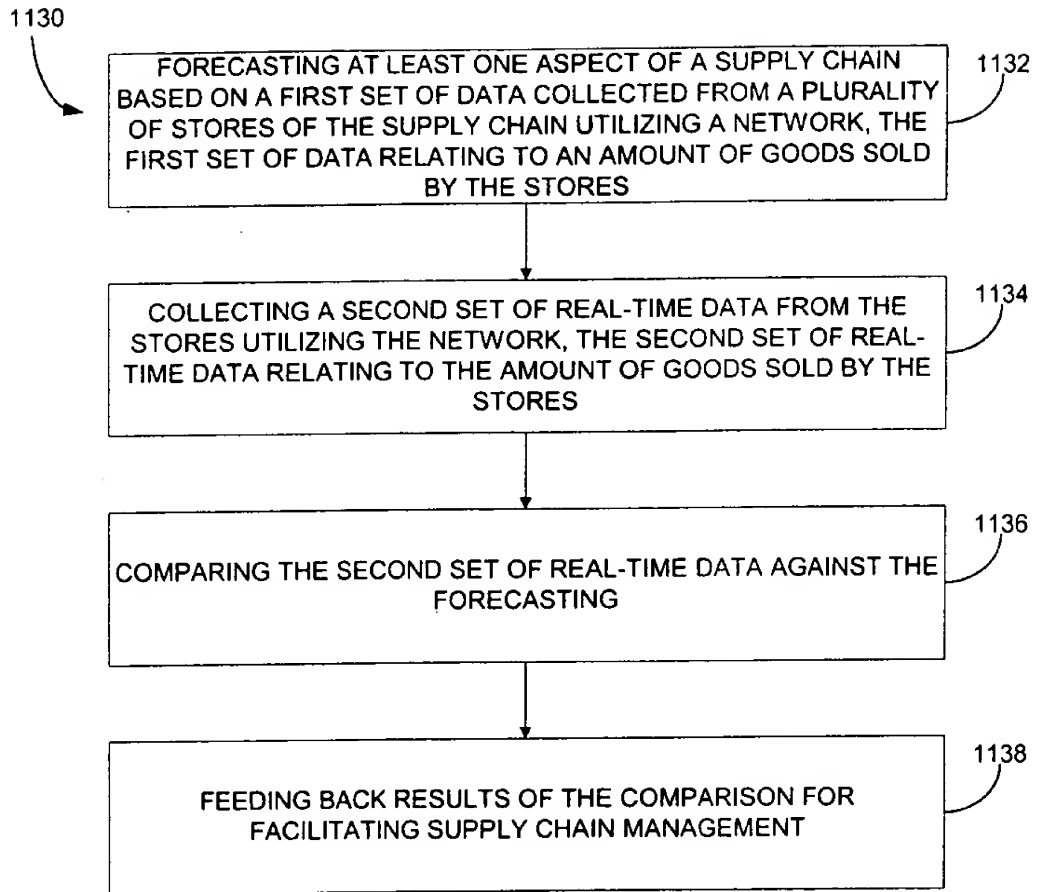 1130
FORECASTING AT LEAST ONE ASPECT OF A SUPPLY CHAIN
BASED ON A FIRST SET OF DATA COLLECTED FROM A PLURALITY
OF STORES OF THE SUPPLY CHAIN UTILIZING A NETWORK, THE
FIRST SET OF DATA RELATING TO AN AMOUNT OF GOODS SOLD
BY THE STORES
1132
COLLECTING A SECOND SET OF REAL-TIME DATA FROM THE
STORES UTILIZING THE NETWORK, THE SECOND SET OF REAL-
TIME DATA RELATING TO THE AMOUNT OF GOODS SOLD BY THE
STORES
1134
COMPARING THE SECOND SET OF REAL-TIME DATA AGAINST THE
FORECASTING
1136
FEEDING BACK RESULTS OF THE COMPARISON FOR
FACILITATING SUPPLY CHAIN MANAGEMENT
1138